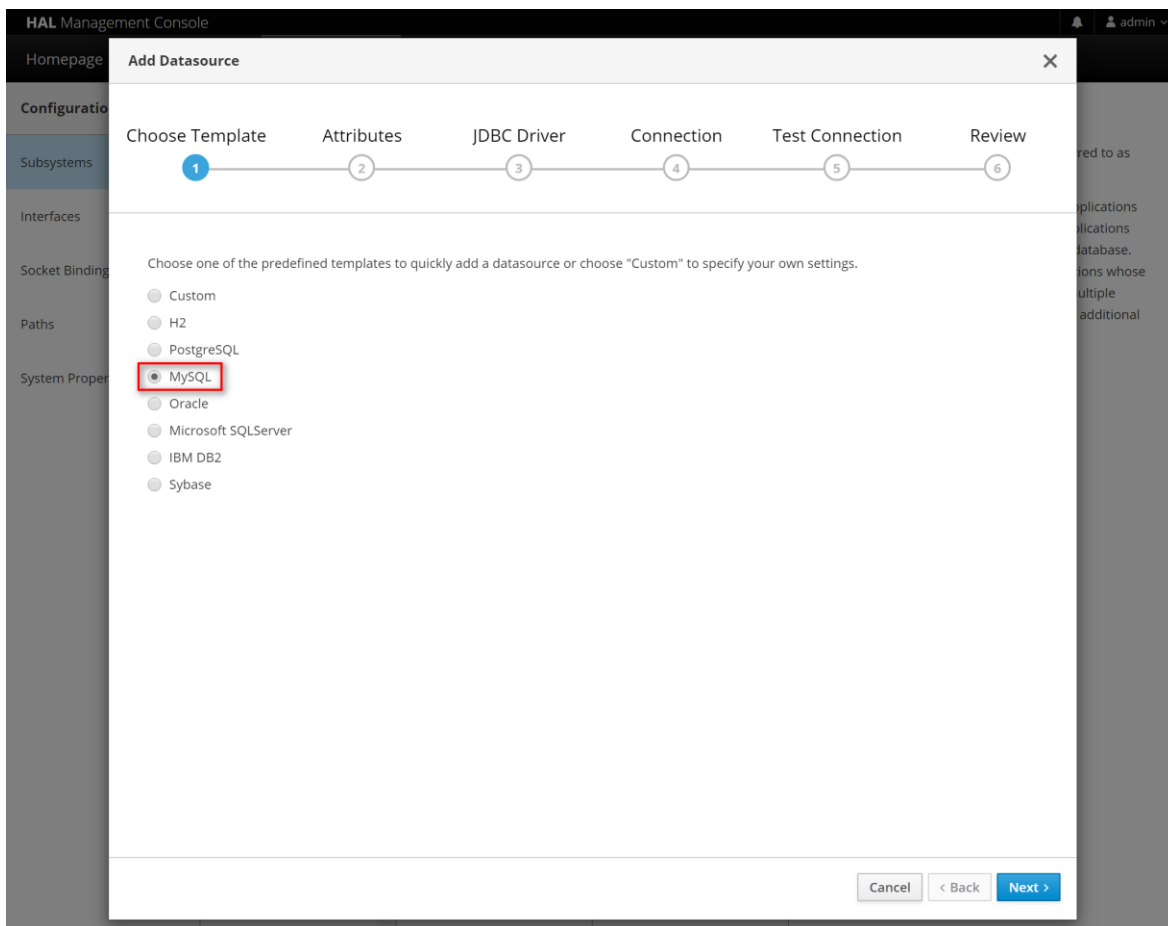 HAL Management Console
admin
Homepage
Add Datasource
Configuratio
Choose Template
Attributes
JDBC Driver
Connection
Test Connection
Review
1
2
3
4
5
6
Subsystems
red to as
Interfaces
plications
plications
database.
Choose one of the predefined templates to quickly add a datasource or choose "Custom" to specify your own settings.
Socket Binding
ions whose
ultiple
additional
Custom
H2
Paths
PostgreSQL
MySQL
System Proper
Oracle
Microsoft SQLServer
IBM DB2
Sybase
Cancel
< Back
Next >